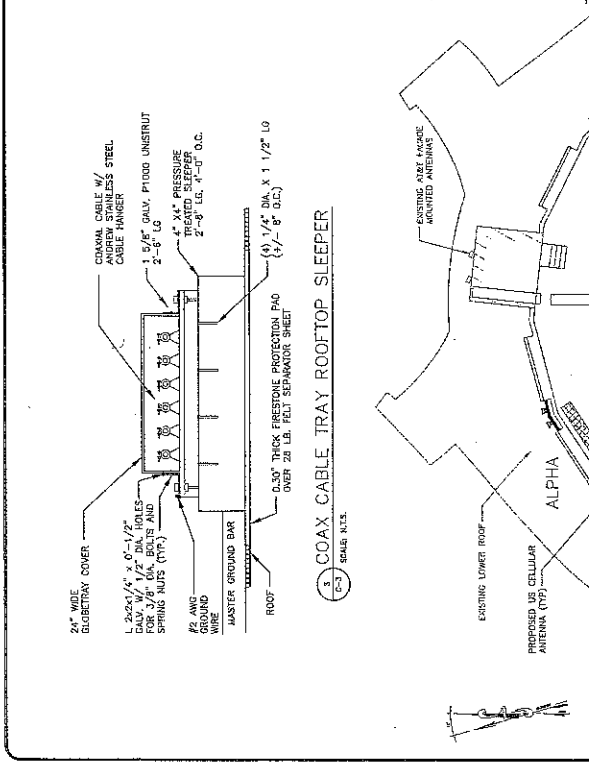 24" WIDE
GLOBETRAY COVER
L 2x2x1/4" x 0'-1/2"
GALV. W/ 1/2" DIA. HOLES
FOR 3/8" DIA. BOLTS AND
SPRING NUTS (TYP.)
#2 AWG
GROUND
WIRE
MASTER GROUND BAR
ROOF
COAXIAL CABLE W/
ANDREW STAINLESS STEEL
CABLE HANGER
1 5/8" GALV. P1000 UNISTRUT
2'-6" LG
4" X4" PRESSURE
TREATED SLEEPER
2'-8" LG, 4'-0" O.C.
(4) 1/4" DIA. X 1 1/2" LG
(+/- 8" O.C.)
0.30" THICK FIRESTONE PROTECTION PAD
OVER 28 LB. FELT SEPARATOR SHEET
3
C-3
COAX CABLE TRAY ROOFTOP SLEEPER
SCALE: N.T.S.
EXISTING AT&T FACADE
MOUNTED ANTENNAS
EXISTING LOWER ROOF
ALPHA
PROPOSED US CELLULAR
ANTENNA (TYP)